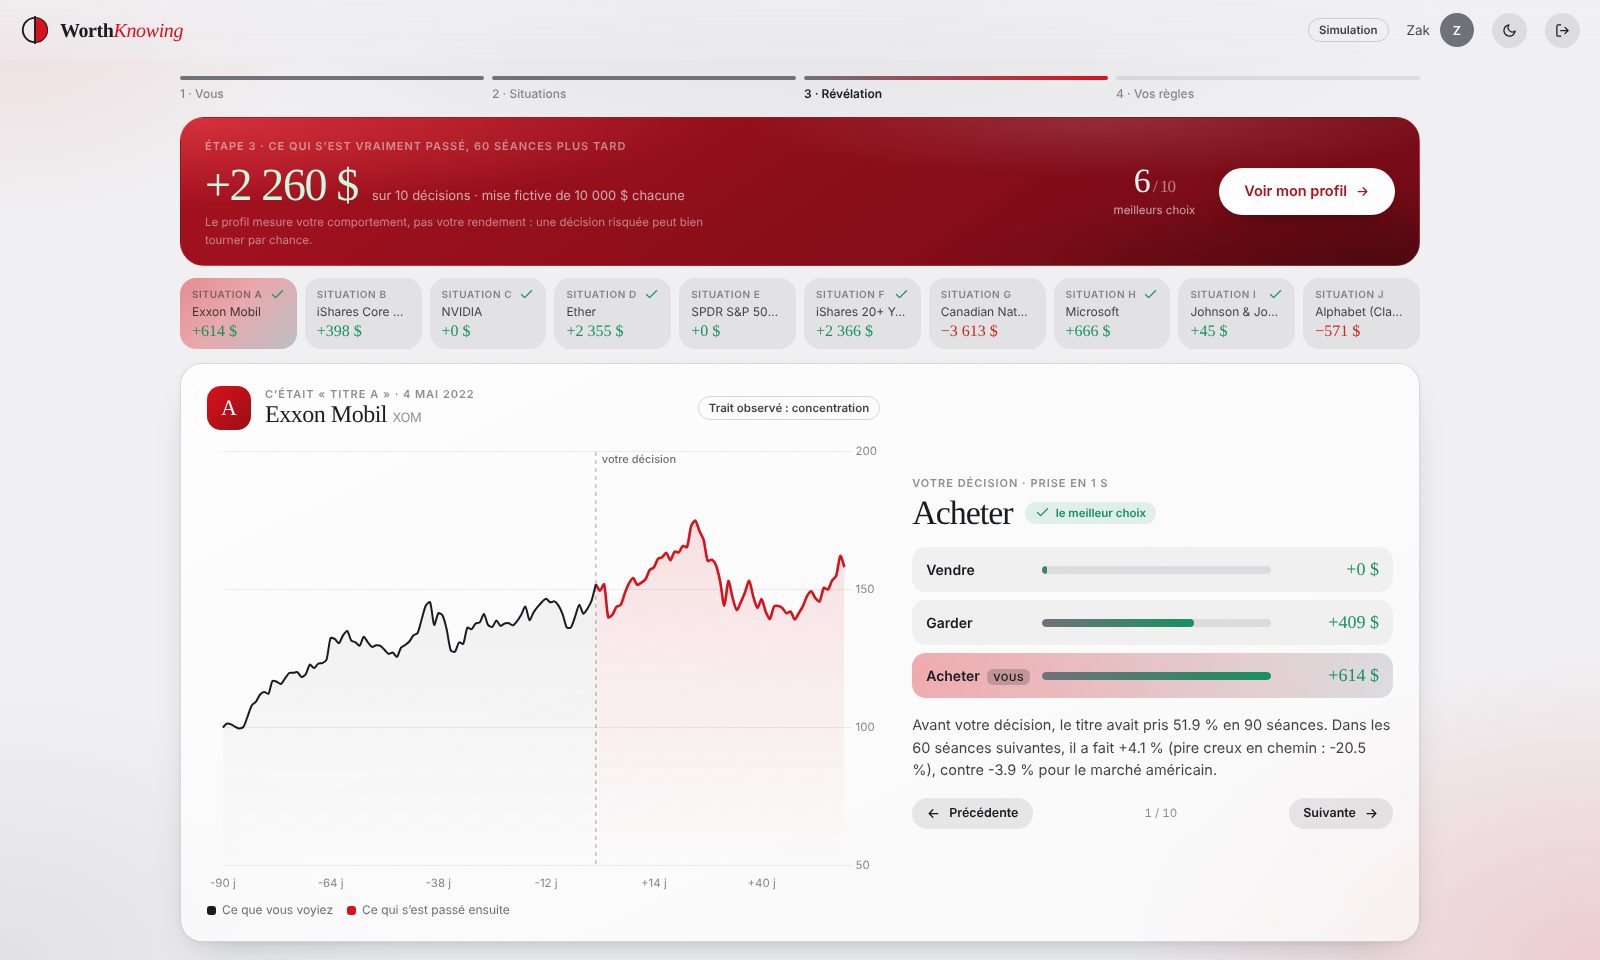 WorthKnowing
Simulation
Zak
Z
1 · Vous
2 · Situations
3 · Révélation
4 · Vos règles
ÉTAPE 3 · CE QUI S’EST VRAIMENT PASSÉ, 60 SÉANCES PLUS TARD
+2 260 $ sur 10 décisions · mise fictive de 10 000 $ chacune
Le profil mesure votre comportement, pas votre rendement : une décision risquée peut bien
tourner par chance.
6 / 10
meilleurs choix
Voir mon profil →
SITUATION A
Exxon Mobil
+614 $
SITUATION B
iShares Core ...
+398 $
SITUATION C
NVIDIA
+0 $
SITUATION D
Ether
+2 355 $
SITUATION E
SPDR S&P 50...
+0 $
SITUATION F
iShares 20+ Y...
+2 366 $
SITUATION G
Canadian Nat...
−3 613 $
SITUATION H
Microsoft
+666 $
SITUATION I
Johnson & Jo...
+45 $
SITUATION J
Alphabet (Cla...
−571 $
A
C’ÉTAIT « TITRE A » · 4 MAI 2022
Exxon Mobil XOM
Trait observé : concentration
votre décision
200
150
100
50
-90 j
-64 j
-38 j
-12 j
+14 j
+40 j
Ce que vous voyiez
Ce qui s’est passé ensuite
VOTRE DÉCISION · PRISE EN 1 S
Acheter
le meilleur choix
Vendre
+0 $
Garder
+409 $
Acheter VOUS
+614 $
Avant votre décision, le titre avait pris 51.9 % en 90 séances. Dans les
60 séances suivantes, il a fait +4.1 % (pire creux en chemin : -20.5
%), contre -3.9 % pour le marché américain.
← Précédente
1 / 10
Suivante →